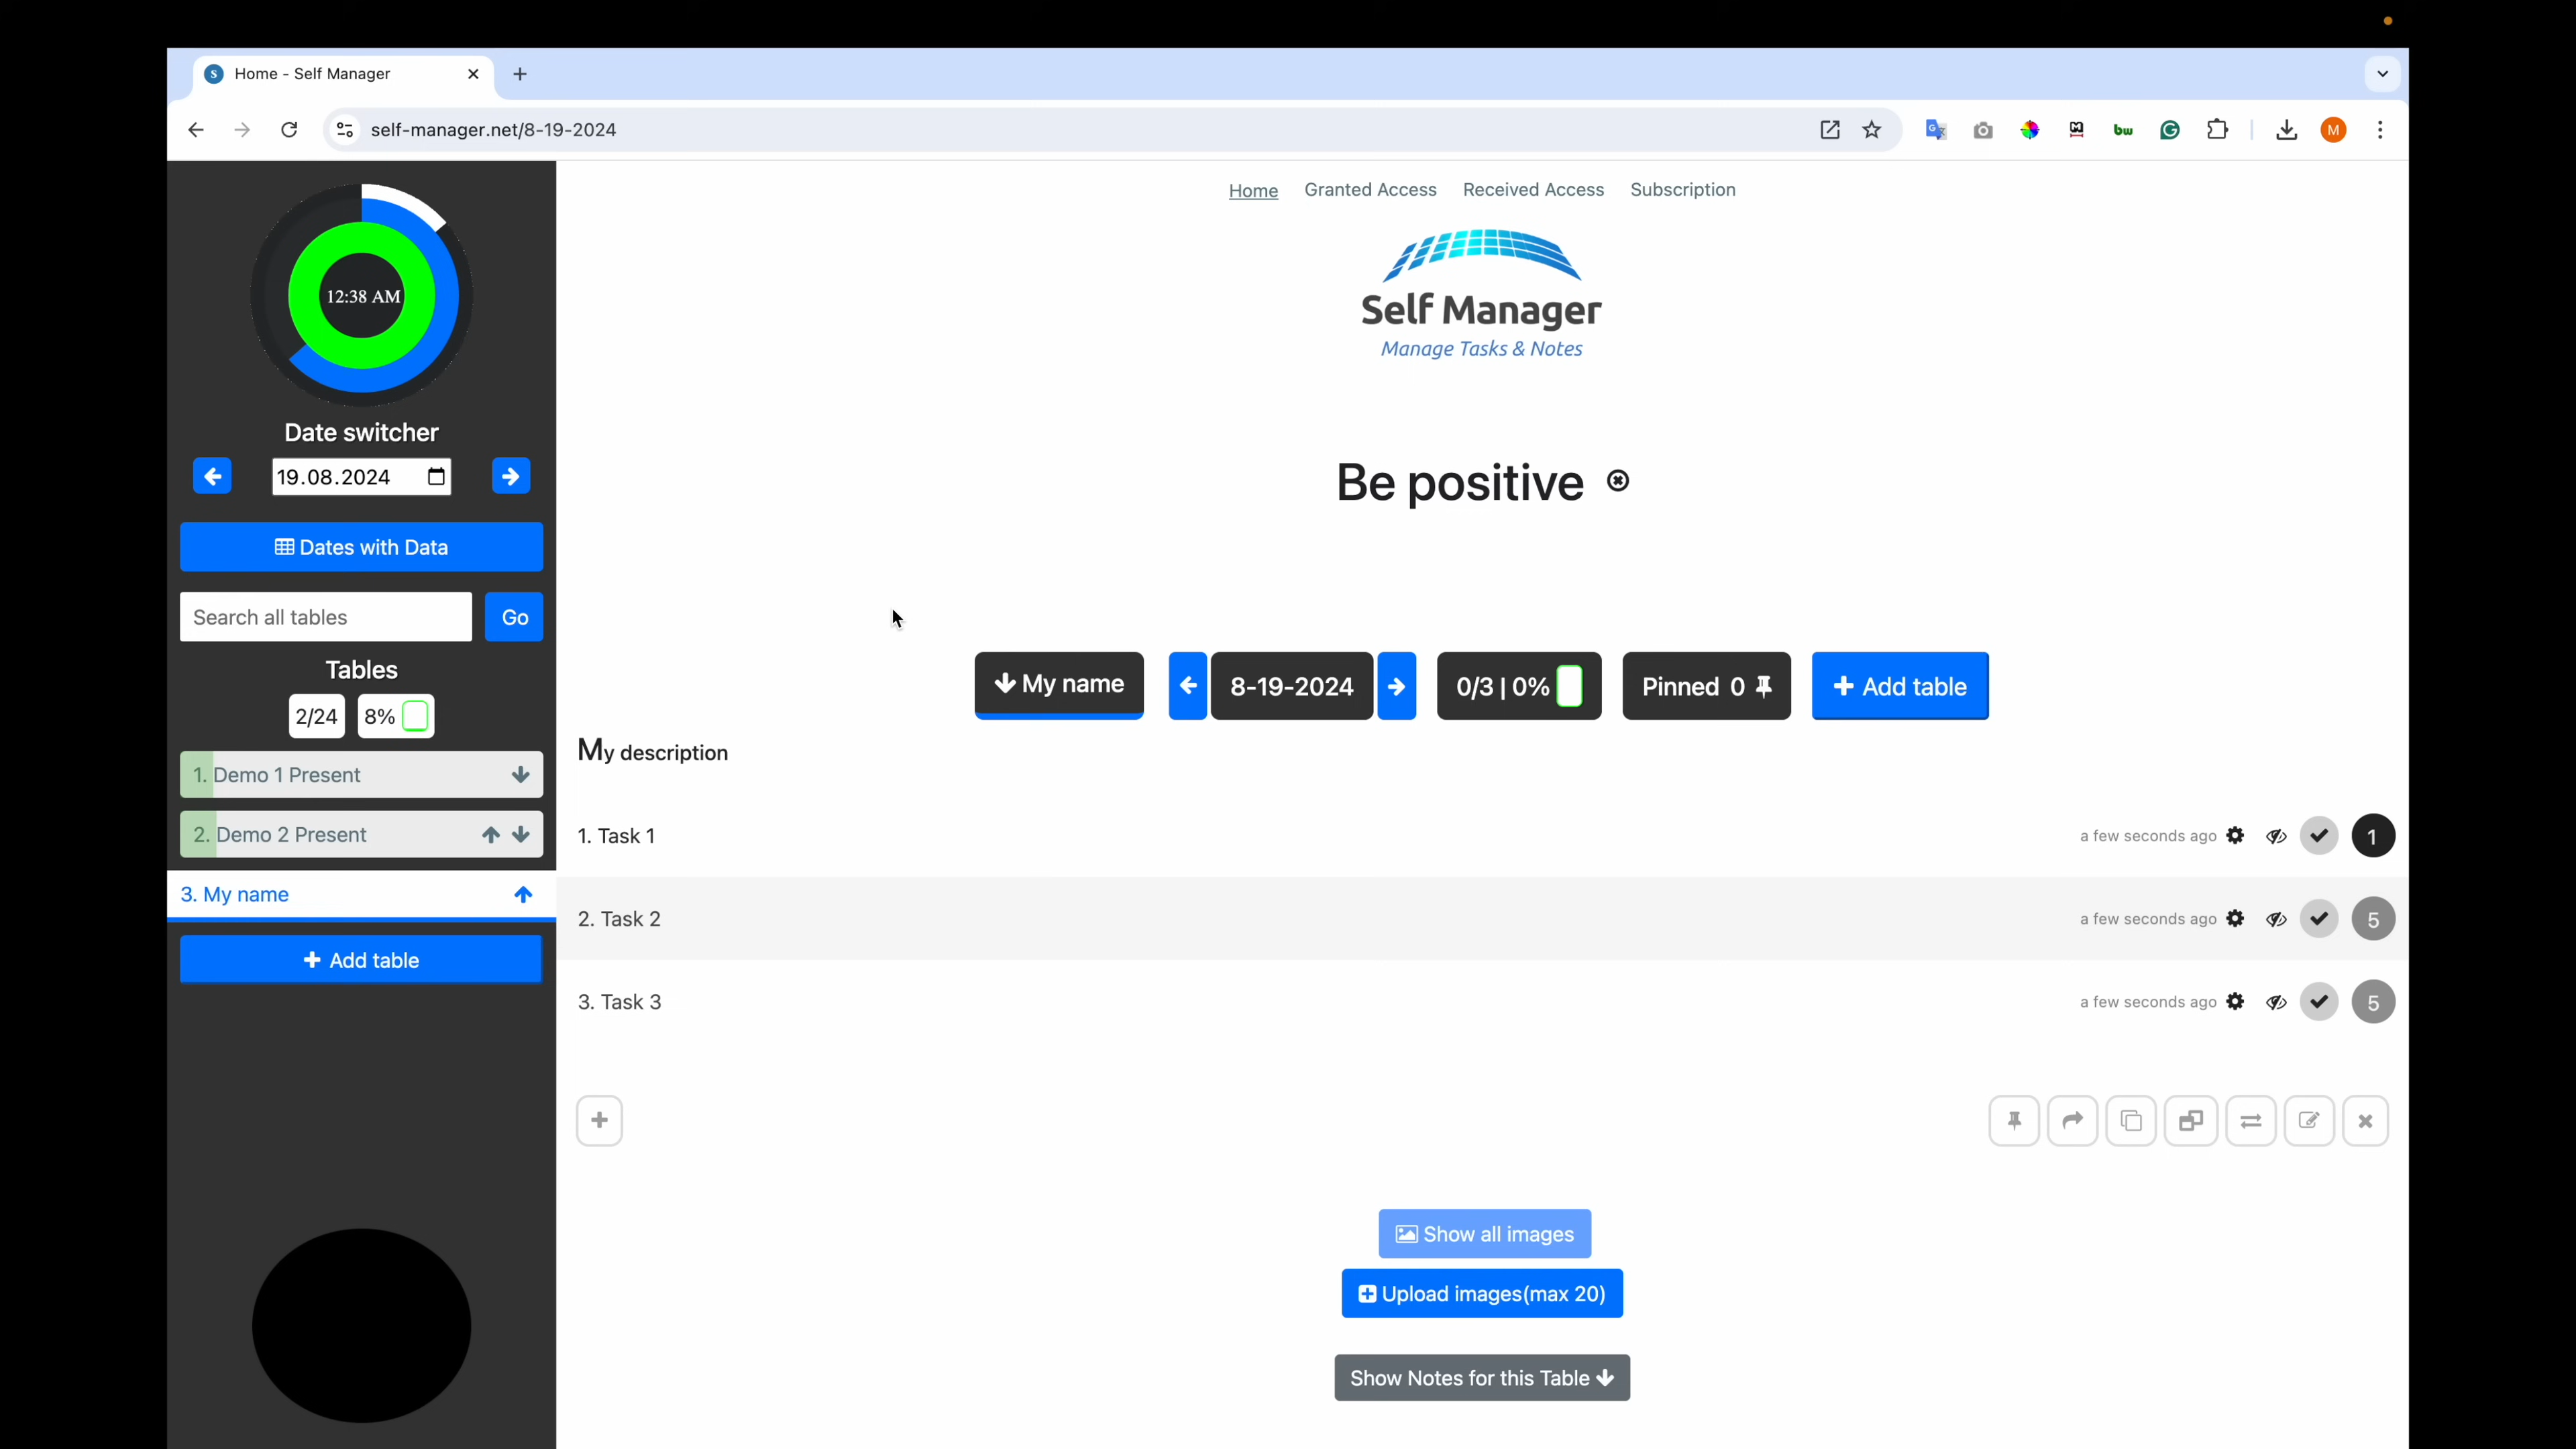 Home - Self Manager
self-manager.net/8-19-2024
M
bw
12:38 AM
Date switcher
19.08.2024
Dates with Data
Search all tables Go
Tables
2/24 8%
1. Demo 1 Present
2. Demo 2 Present
3. My name
Add table
Home Granted Access Received Access Subscription
Self Manager
Manage Tasks & Notes
Be positive
My name 8-19-2024 0/3 | 0% Pinned 0 Add table
My description
1. Task 1 a few seconds ago 1
2. Task 2 a few seconds ago 5
3. Task 3 a few seconds ago 5
Show all images
Upload images(max 20)
Show Notes for this Table